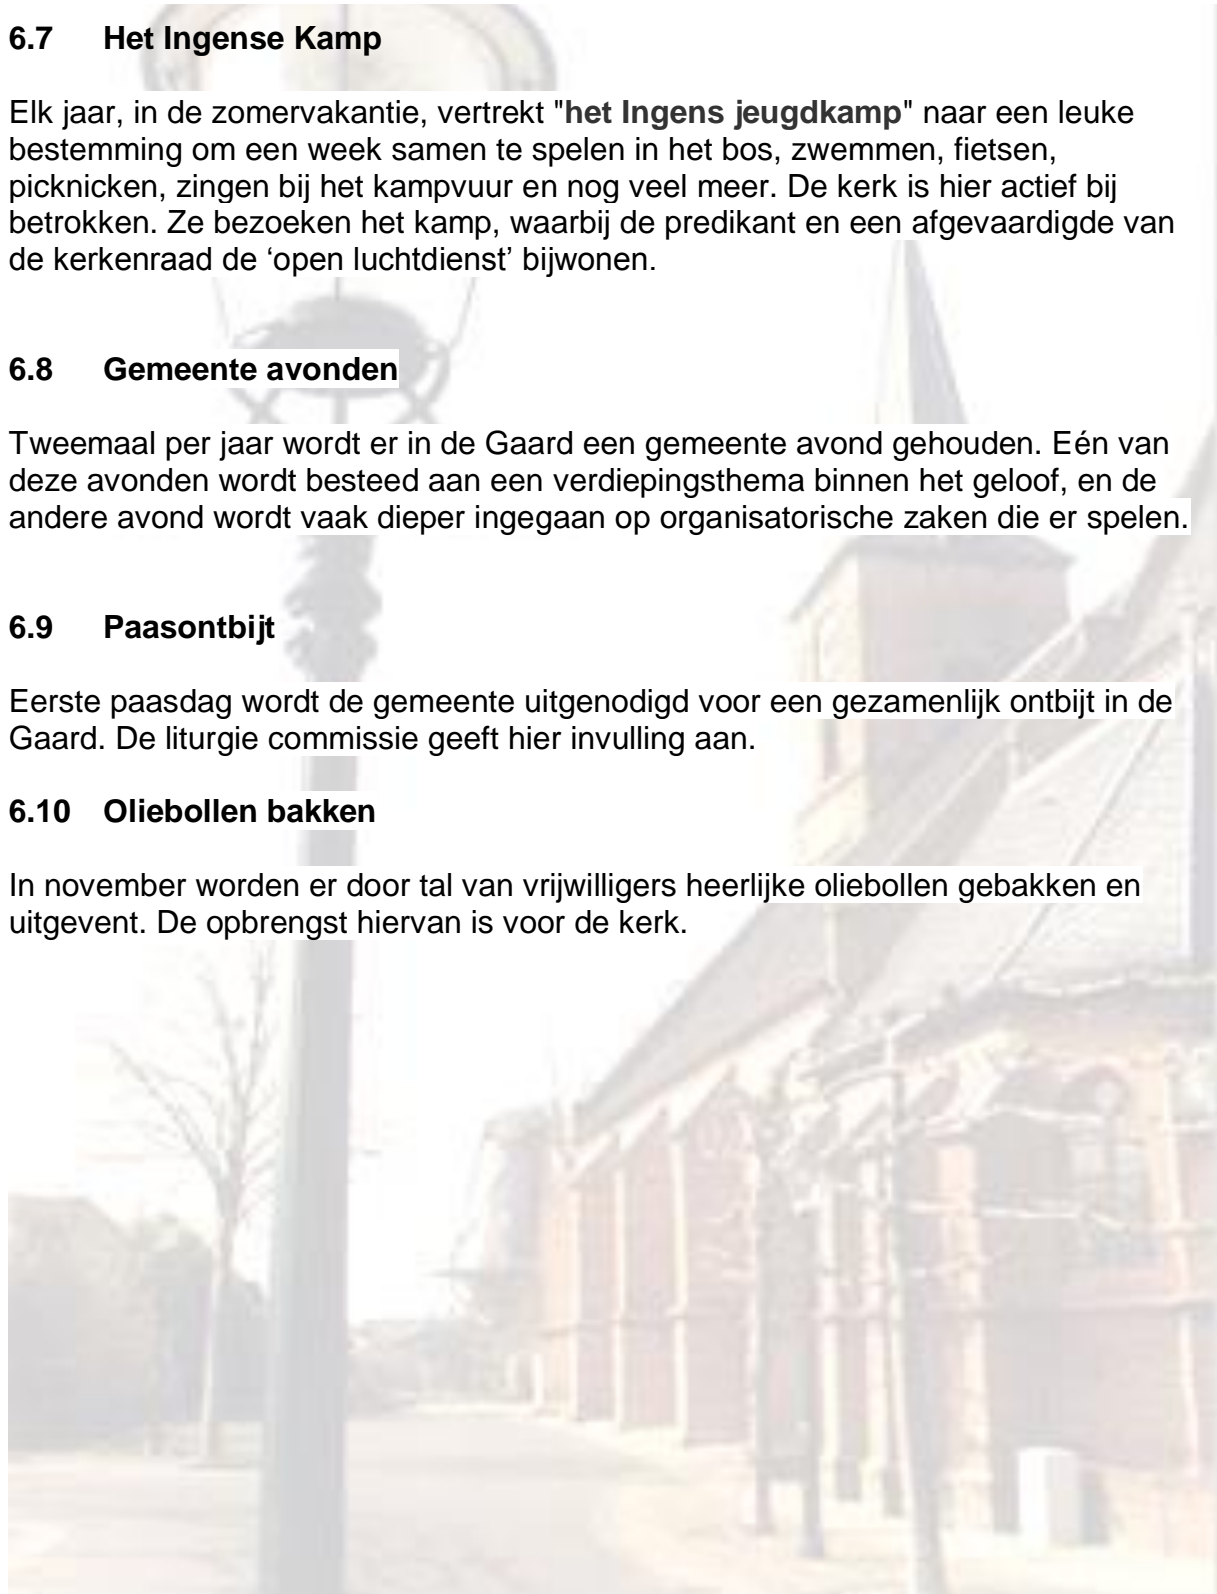 6.7 Het Ingense Kamp
Elk jaar, in de zomervakantie, vertrekt "het Ingens jeugdkamp" naar een leuke
bestemming om een week samen te spelen in het bos, zwemmen, fietsen,
picknicken, zingen bij het kampvuur en nog veel meer. De kerk is hier actief bij
betrokken. Ze bezoeken het kamp, waarbij de predikant en een afgevaardigde van
de kerkenraad de ‘open luchtdienst’ bijwonen.
6.8 Gemeente avonden
Tweemaal per jaar wordt er in de Gaard een gemeente avond gehouden. Eén van
deze avonden wordt besteed aan een verdiepingsthema binnen het geloof, en de
andere avond wordt vaak dieper ingegaan op organisatorische zaken die er spelen.
6.9 Paasontbijt
Eerste paasdag wordt de gemeente uitgenodigd voor een gezamenlijk ontbijt in de
Gaard. De liturgie commissie geeft hier invulling aan.
6.10 Oliebollen bakken
In november worden er door tal van vrijwilligers heerlijke oliebollen gebakken en
uitgevent. De opbrengst hiervan is voor de kerk.